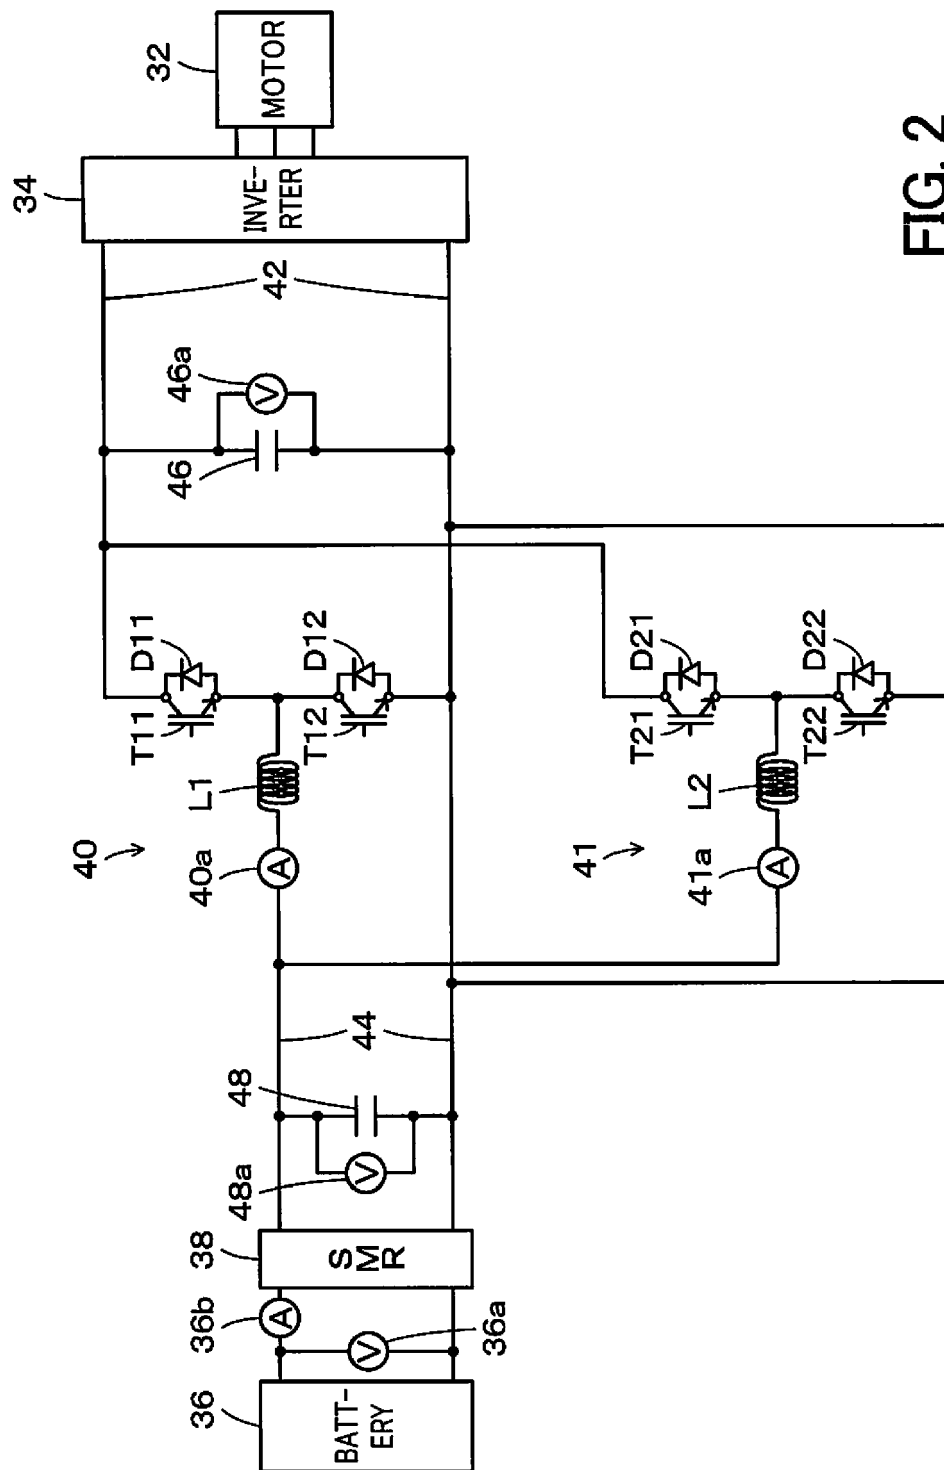 36
BATT-
ERY
36b
A
V
36a
38
SMR
48a
V
48
44
40
40a
A
L1
T11
D11
T12
D12
41
41a
A
L2
T21
D21
T22
D22
46
46a
V
42
34
INVE-
RTER
32
MOTOR
FIG. 2